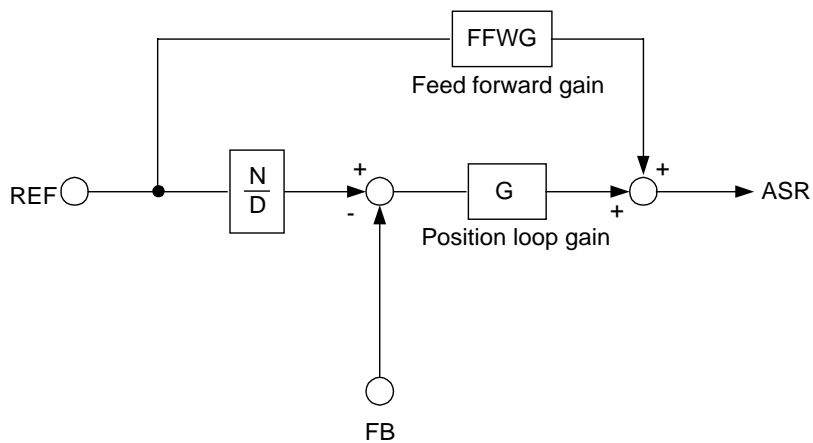 FFWG
Feed forward gain
REF
N
D
+
-
G
Position loop gain
+
+
ASR
FB